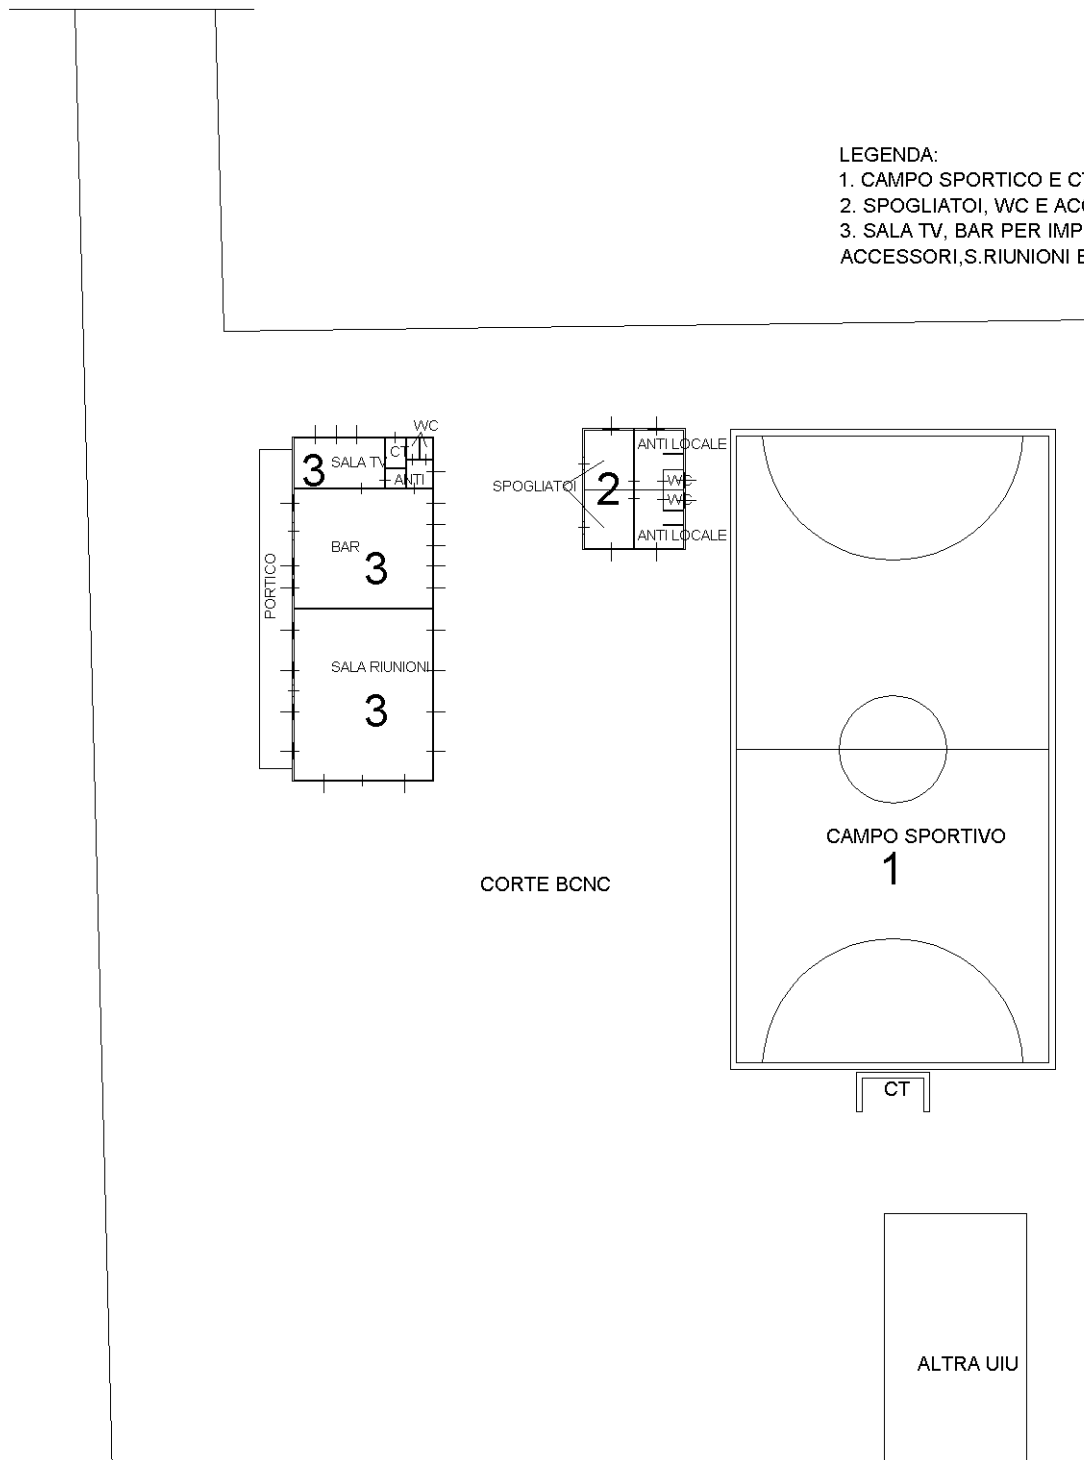 LEGENDA:
1. CAMPO SPORTICO E CT
2. SPOGLIATOI, WC E
3. SALA TV, BAR PER
ACCESSORI,S.RIUNIONI
WC
CT
3 SALA TV
ANTI
BAR
3
PORTICO
SALA RIUNIONI
3
ANTI LOCALE
SPOGLIATOI
2
WC
WC
ANTI LOCALE
CAMPO SPORTIVO
1
CORTE BCNC
CT
ALTRA UIU